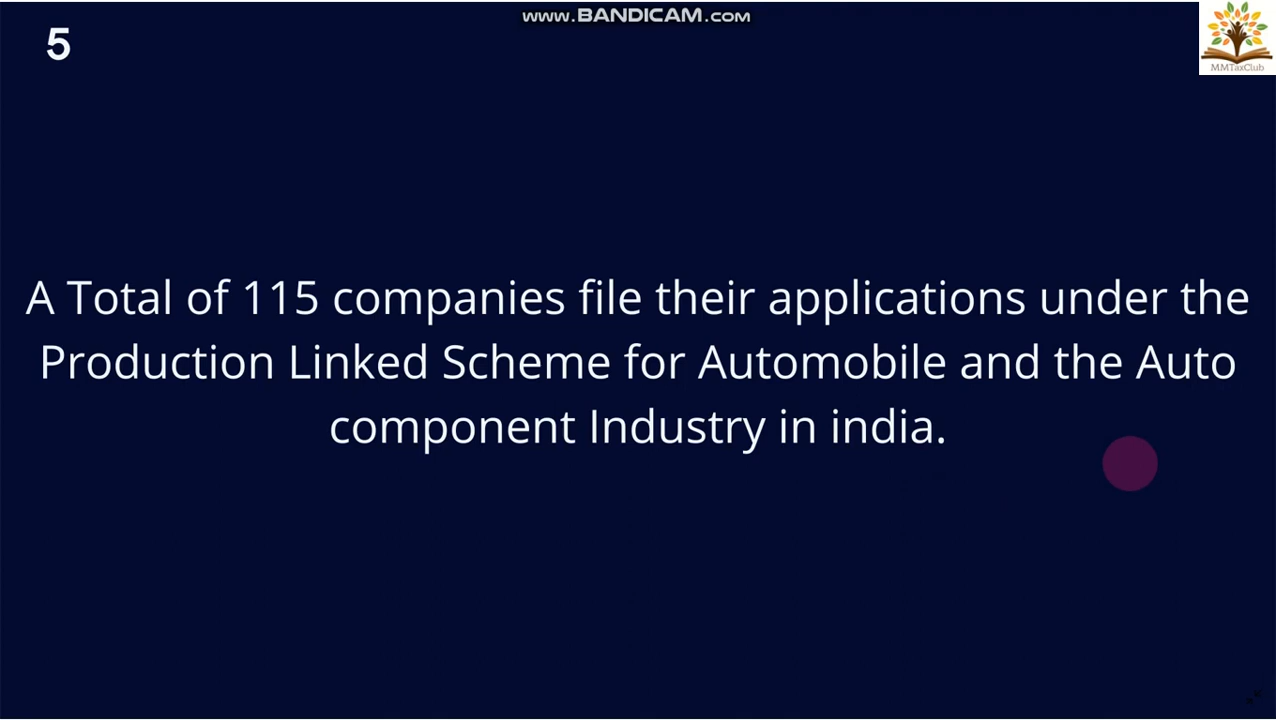 www.BANDICAM.com
5
MMTaxClub
A Total of 115 companies file their applications under the
Production Linked Scheme for Automobile and the Auto
component Industry in india.